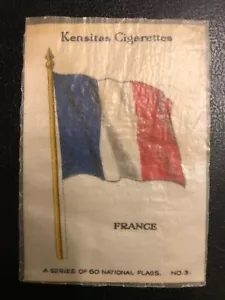 Kensitas Cigarettes
FRANCE
A SERIES OF 60 NATIONAL FLAGS. NO.3.